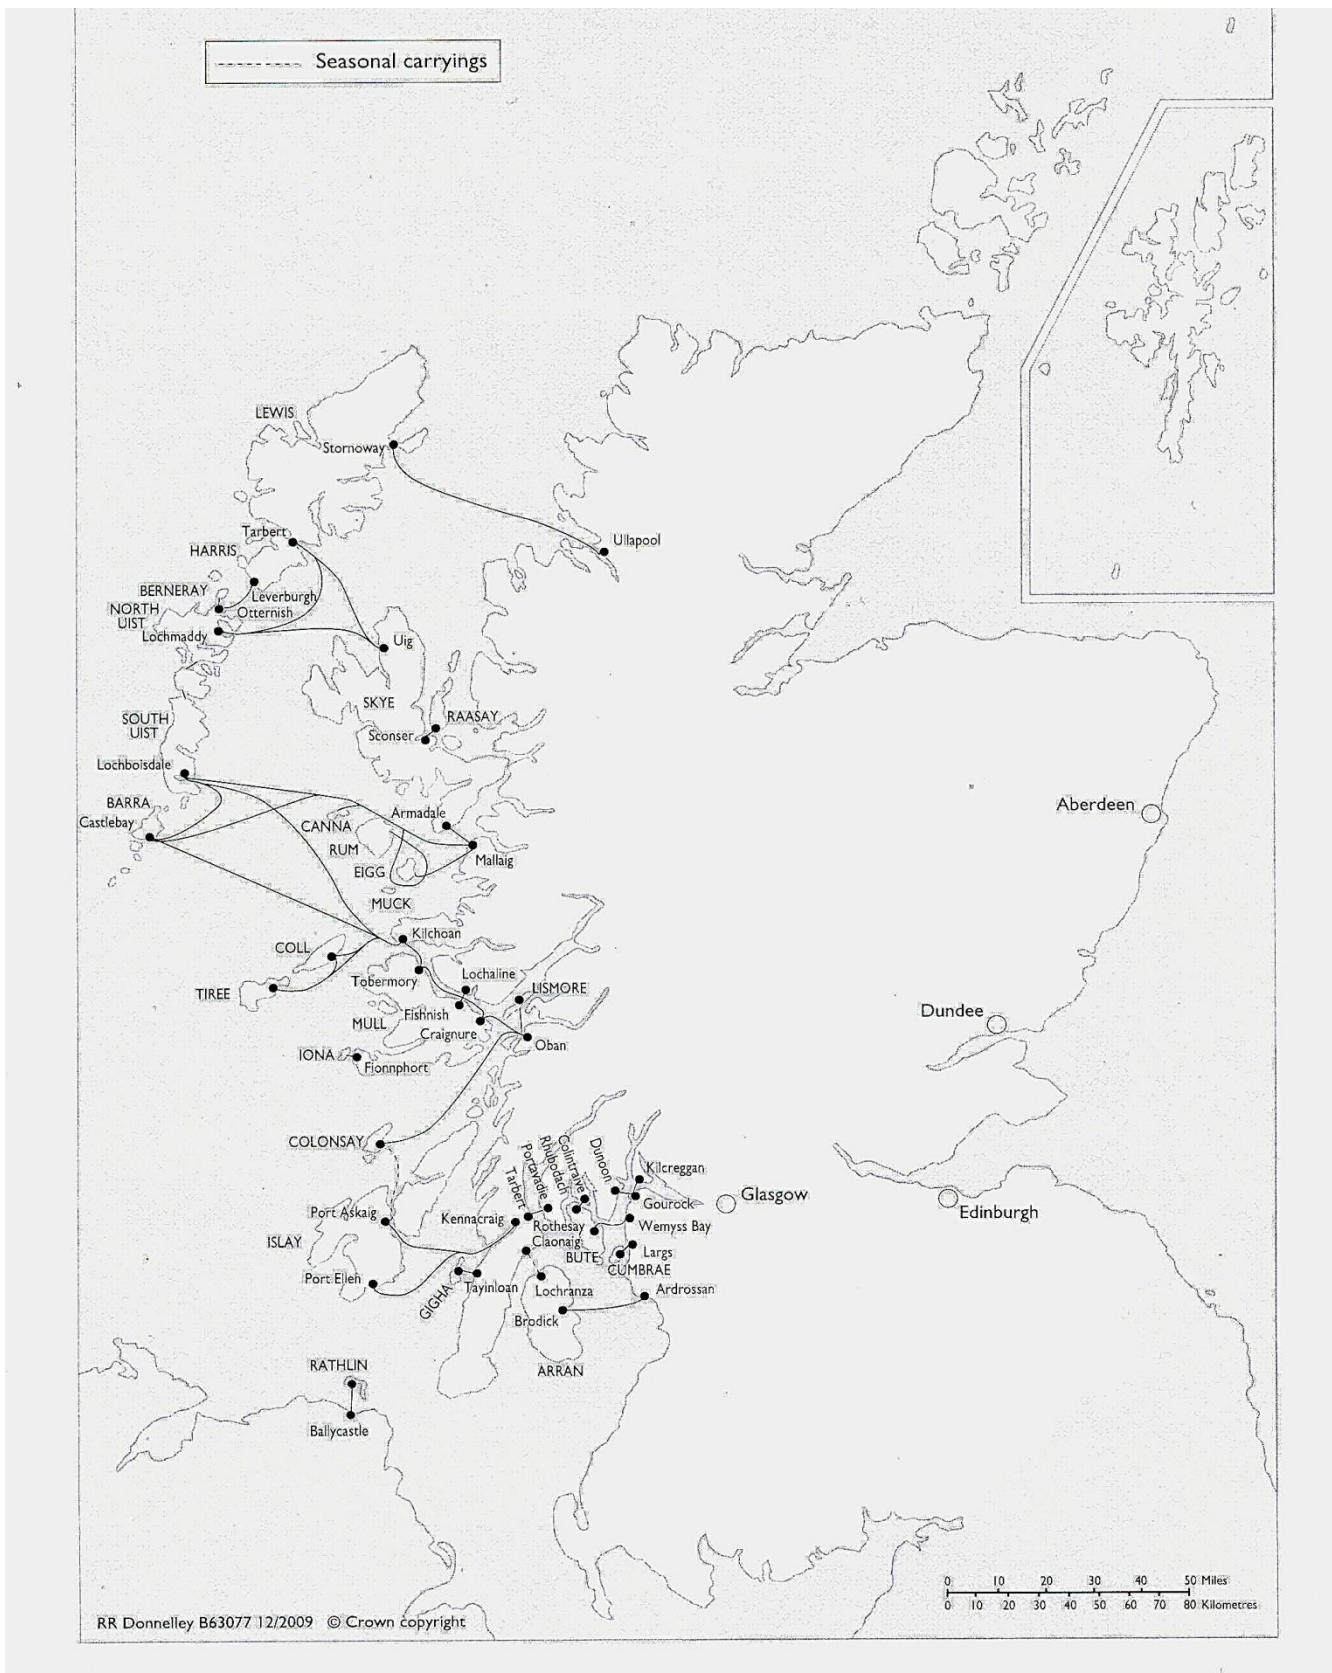 Seasonal carryings
LEWIS
Stornoway
Tarbert
HARRIS
Ullapool
BERNERAY
Leverburgh
NORTH
UIST
Otternish
Lochmaddy
Uig
SKYE
SOUTH
UIST
RAASAY
Sconser
Lochboisdale
BARRA
Castlebay
Armadale
CANNA
RUM
Mallaig
EIGG
MUCK
Aberdeen
Kilchoan
COLL
Tobermory
Lochaline
TIREE
LISMORE
MULL
Fishnish
Craignure
Oban
IONA
Fionnphort
Dundee
COLONSAY
Tarbert
Portavadie
Rhubodach
Colintraive
Dunoon
Kilcreggan
Gourock
Glasgow
Port Askaig
Kennacraig
Rothesay
Wemyss Bay
Edinburgh
ISLAY
Claonaig
BUTE
Largs
CUMBRAE
Port Ellen
GIGHA
Tayinloan
Lochranza
Ardrossan
Brodick
ARRAN
RATHLIN
Ballycastle
0 10 20 30 40 50 Miles
0 10 20 30 40 50 60 70 80 Kilometres
RR Donnelley B63077 12/2009 © Crown copyright